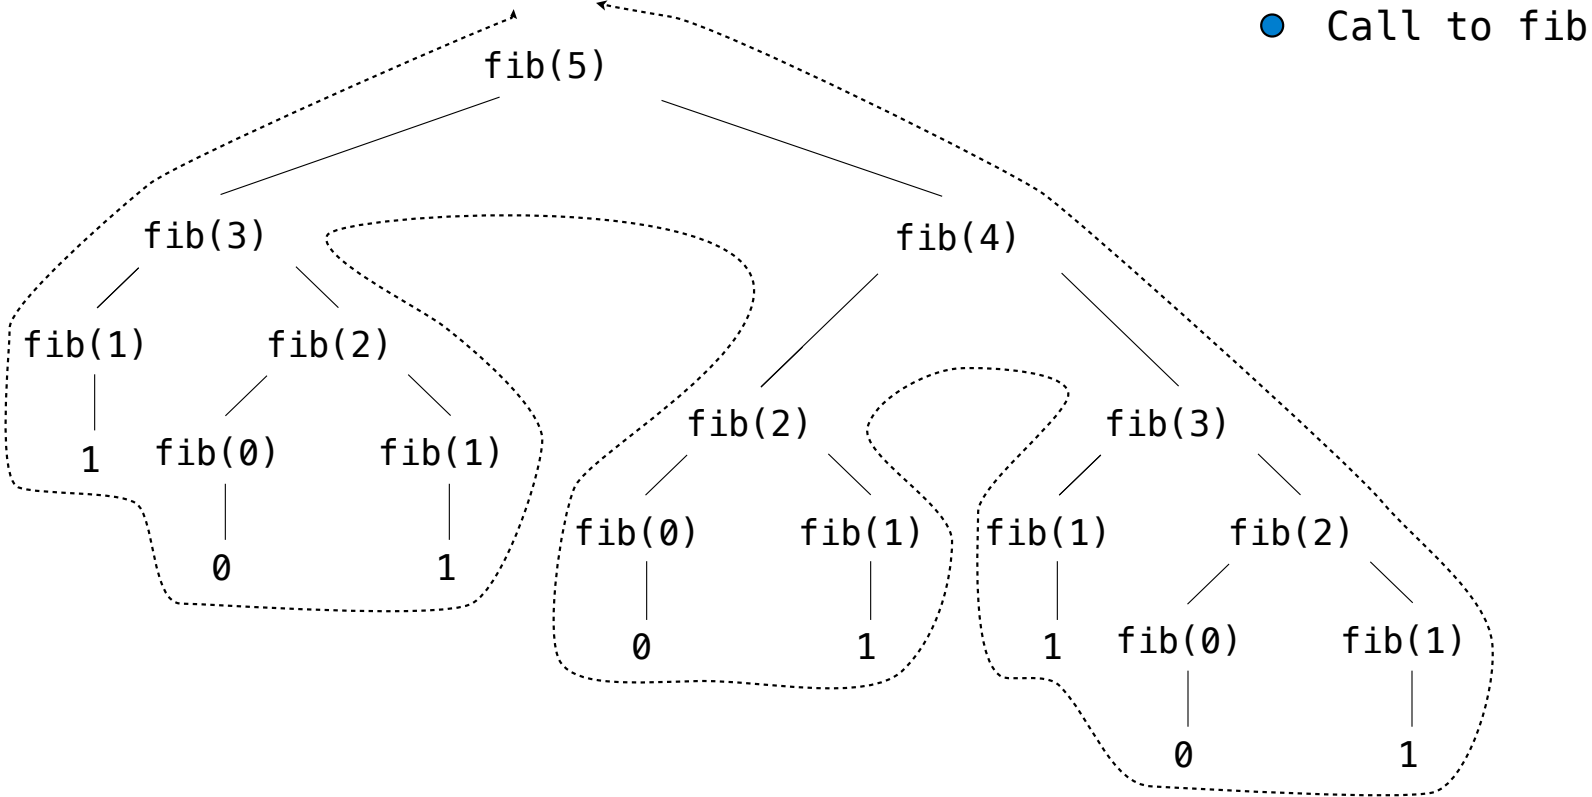 Call to fib
fib(5)
fib(3) fib(4)
fib(1) fib(2)
fib(2) fib(3)
1 fib(0) fib(1)
fib(0) fib(1) fib(1) fib(2)
0 1
0 1 1 fib(0) fib(1)
0 1